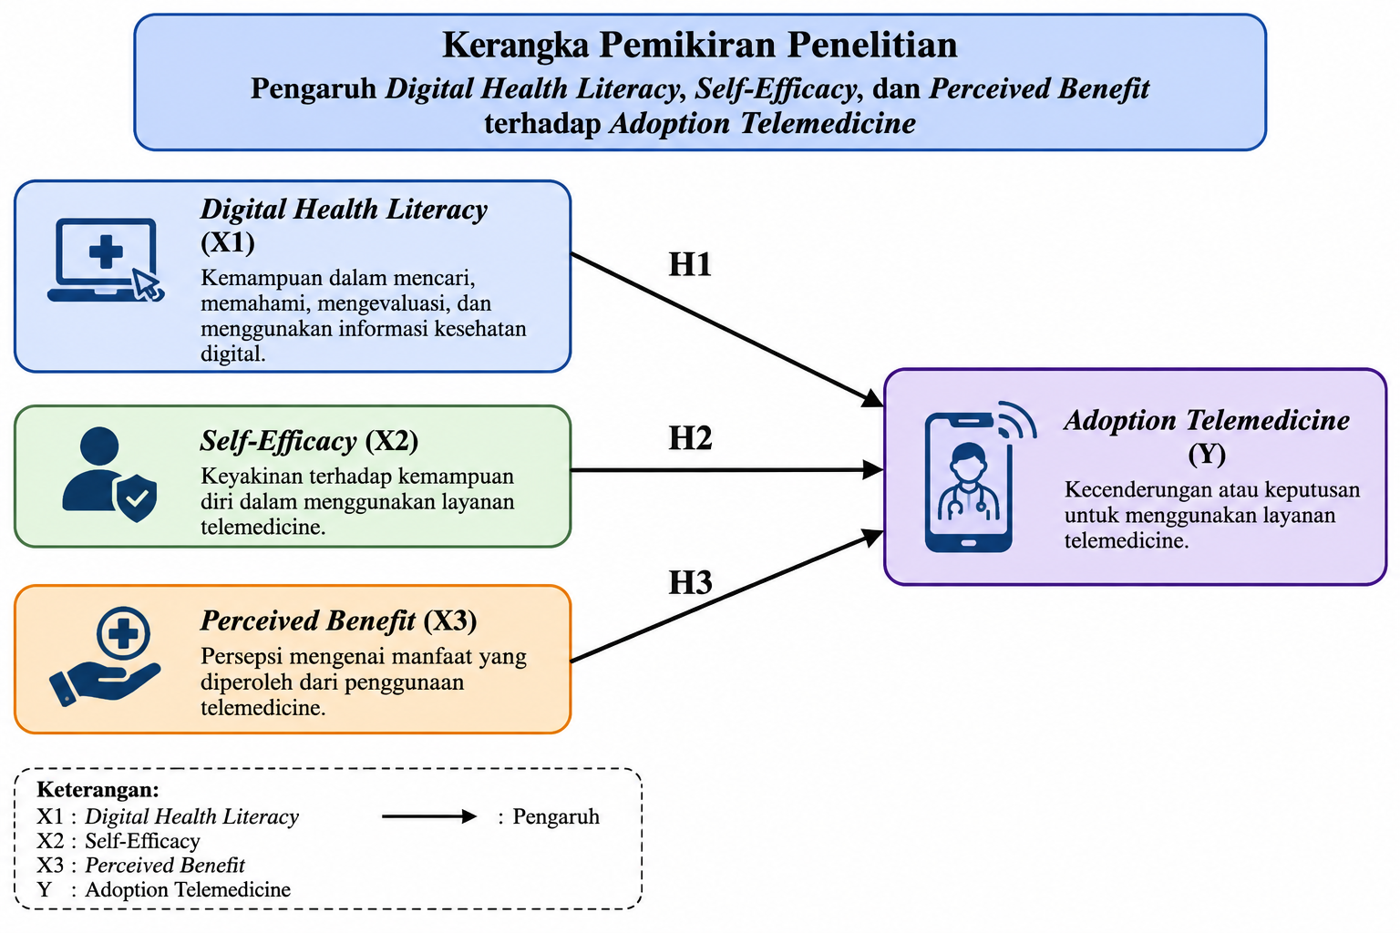 Kerangka Pemikiran Penelitian
Pengaruh Digital Health Literacy, Self-Efficacy, dan Perceived Benefit
terhadap Adoption Telemedicine
Digital Health Literacy
(X1)
Kemampuan dalam mencari,
memahami, mengevaluasi, dan
menggunakan informasi kesehatan
digital.
H1
Self-Efficacy (X2)
Keyakinan terhadap kemampuan
diri dalam menggunakan layanan
telemedicine.
H2
Perceived Benefit (X3)
Persepsi mengenai manfaat yang
diperoleh dari penggunaan
telemedicine.
H3
Adoption Telemedicine
(Y)
Kecenderungan atau keputusan
untuk menggunakan layanan
telemedicine.
Keterangan:
X1 : Digital Health Literacy
: Pengaruh
X2 : Self-Efficacy
X3 : Perceived Benefit
Y : Adoption Telemedicine